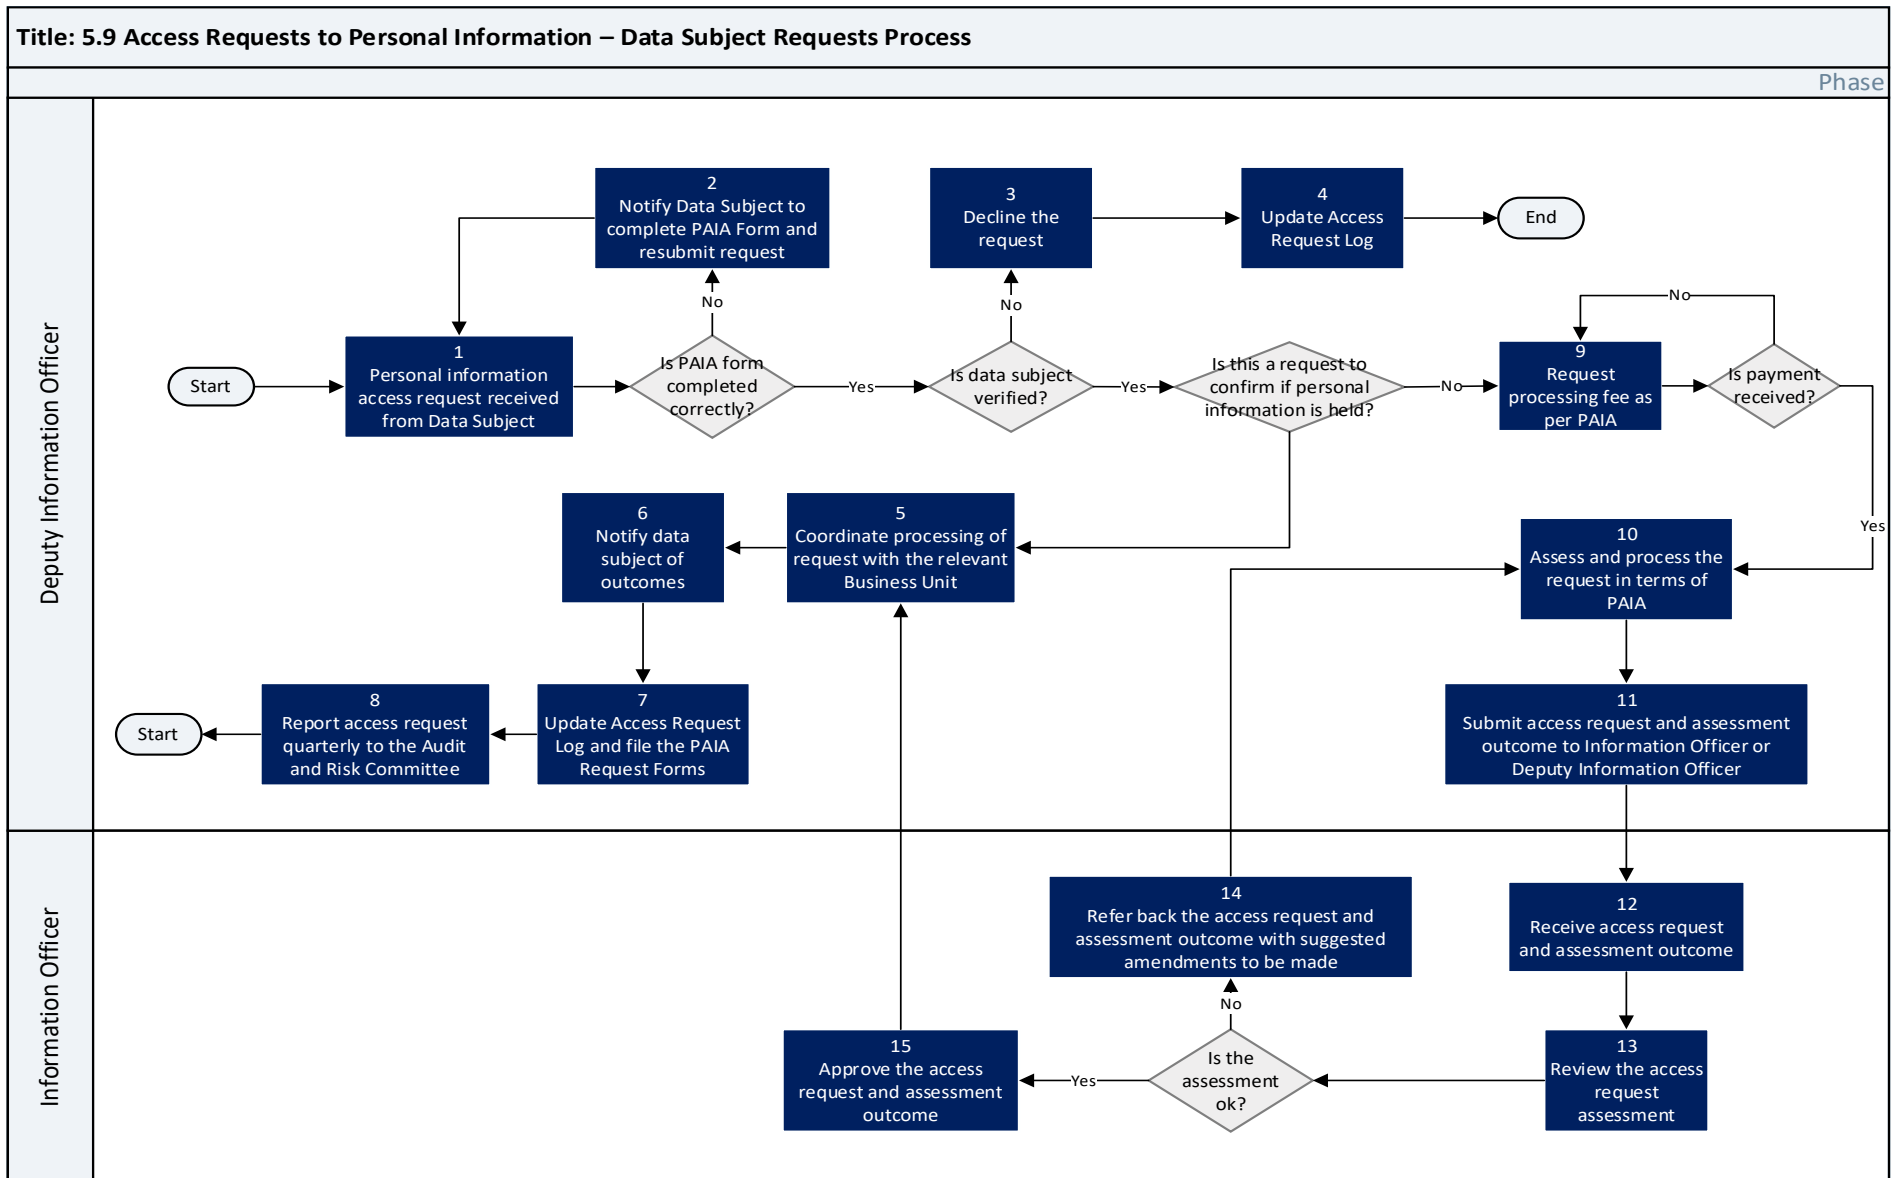 Title: 5.9 Access Requests to Personal Information – Data Subject Requests Process
Phase
Deputy Information Officer
2
Notify Data Subject to
complete PAIA Form and
resubmit request
3
Decline the
request
4
Update Access
Request Log
End
No
No
No
Start
1
Personal information
access request received
from Data Subject
Is PAIA form
completed
correctly?
Yes
Is data subject
verified?
Yes
Is this a request to
confirm if personal
information is held?
No
9
Request
processing fee as
per PAIA
Is payment
received?
Yes
6
Notify data
subject of
outcomes
5
Coordinate processing of
request with the relevant
Business Unit
10
Assess and process the
request in terms of
PAIA
Start
8
Report access request
quarterly to the Audit
and Risk Committee
7
Update Access Request
Log and file the PAIA
Request Forms
11
Submit access request and assessment
outcome to Information Officer or
Deputy Information Officer
Information Officer
14
Refer back the access request and
assessment outcome with suggested
amendments to be made
12
Receive access request
and assessment outcome
No
15
Approve the access
request and assessment
outcome
Yes
Is the
assessment
ok?
13
Review the access
request
assessment